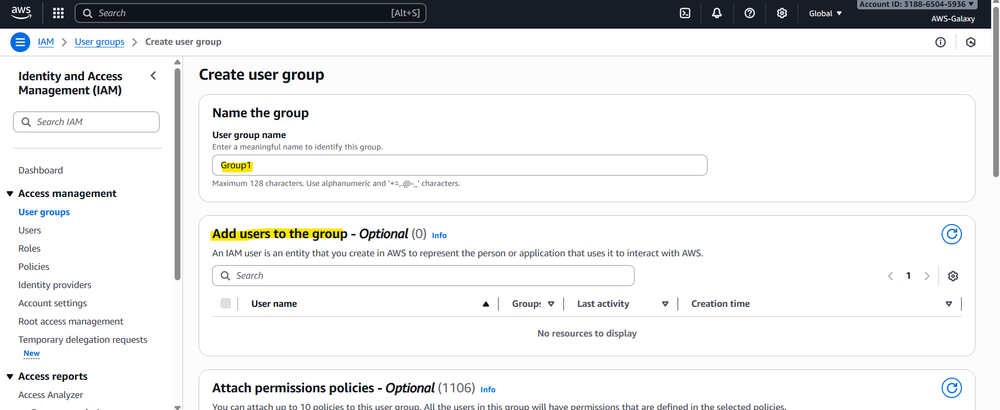 aws
Search
[Alt+S]
Global
Account ID: 3188-6504-5936
AWS-Galaxy
IAM
User groups
Create user group
Identity and Access
Management (IAM)
Search IAM
Dashboard
Access management
User groups
Users
Roles
Policies
Identity providers
Account settings
Root access management
Temporary delegation requests
New
Access reports
Access Analyzer
Create user group
Name the group
User group name
Enter a meaningful name to identify this group.
Group1
Maximum 128 characters. Use alphanumeric and '+=,.@-_' characters.
Add users to the group - Optional (0) Info
An IAM user is an entity that you create in AWS to represent the person or application that uses it to interact with AWS.
Search
1
User name
Groups
Last activity
Creation time
No resources to display
Attach permissions policies - Optional (1106) Info
You can attach up to 10 policies to this user group. All the users in this group will have permissions that are defined in the selected policies.